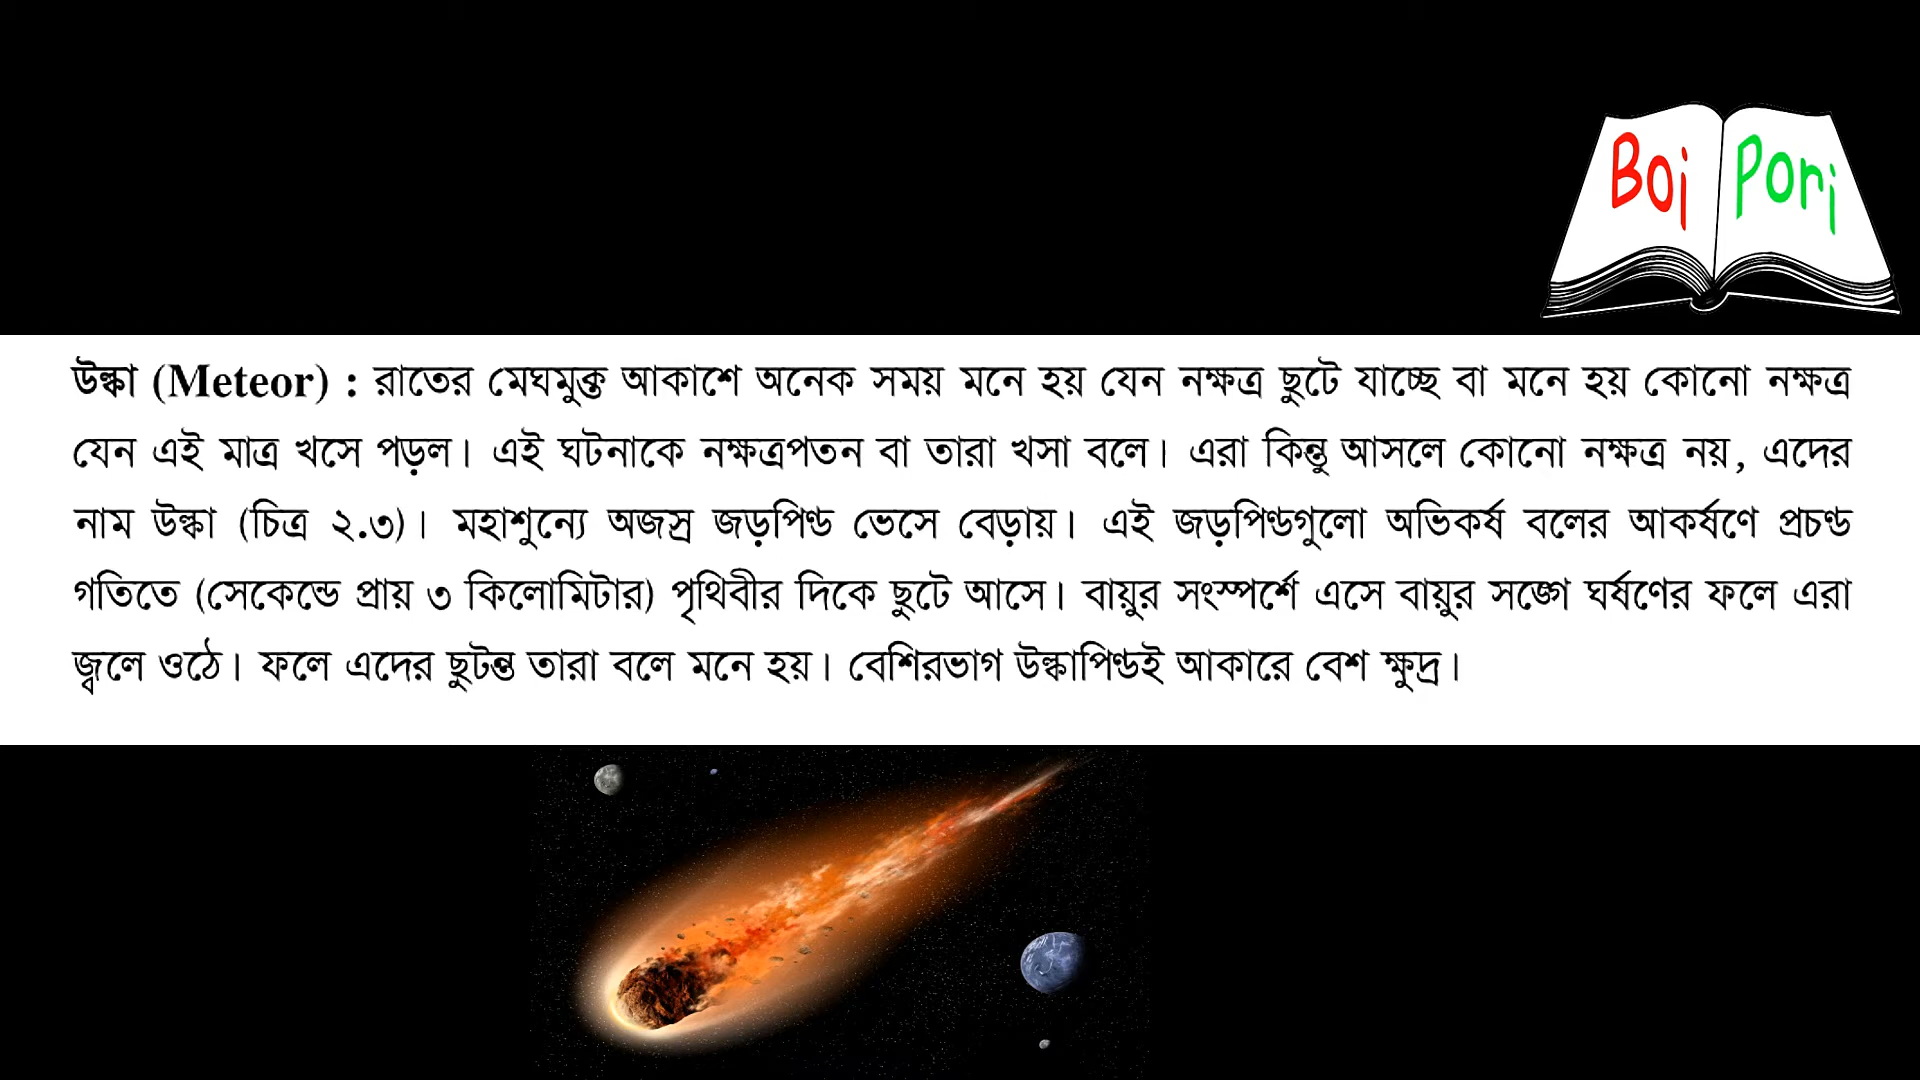 Boi Pori
উল্কা (Meteor) : রাতের মেঘমুক্ত আকাশে অনেক সময় মনে হয় যেন নক্ষত্র ছুটে যাচ্ছে বা মনে হয় কোনো নক্ষত্র
যেন এই মাত্র খসে পড়ল। এই ঘটনাকে নক্ষত্রপতন বা তারা খসা বলে। এরা কিন্তু আসলে কোনো নক্ষত্র নয়, এদের
নাম উল্কা (চিত্র ২.৩)। মহাশুন্যে অজস্র জড়পিণ্ড ভেসে বেড়ায়। এই জড়পিণ্ডগুলো অভিকর্ষ বলের আকর্ষণে প্রচণ্ড
গতিতে (সেকেন্ডে প্রায় ৩ কিলোমিটার) পৃথিবীর দিকে ছুটে আসে। বায়ুর সংস্পর্শে এসে বায়ুর সঙ্গে ঘর্ষণের ফলে এরা
জ্বলে ওঠে। ফলে এদের ছুটন্ত তারা বলে মনে হয়। বেশিরভাগ উল্কাপিণ্ডই আকারে বেশ ক্ষুদ্র।